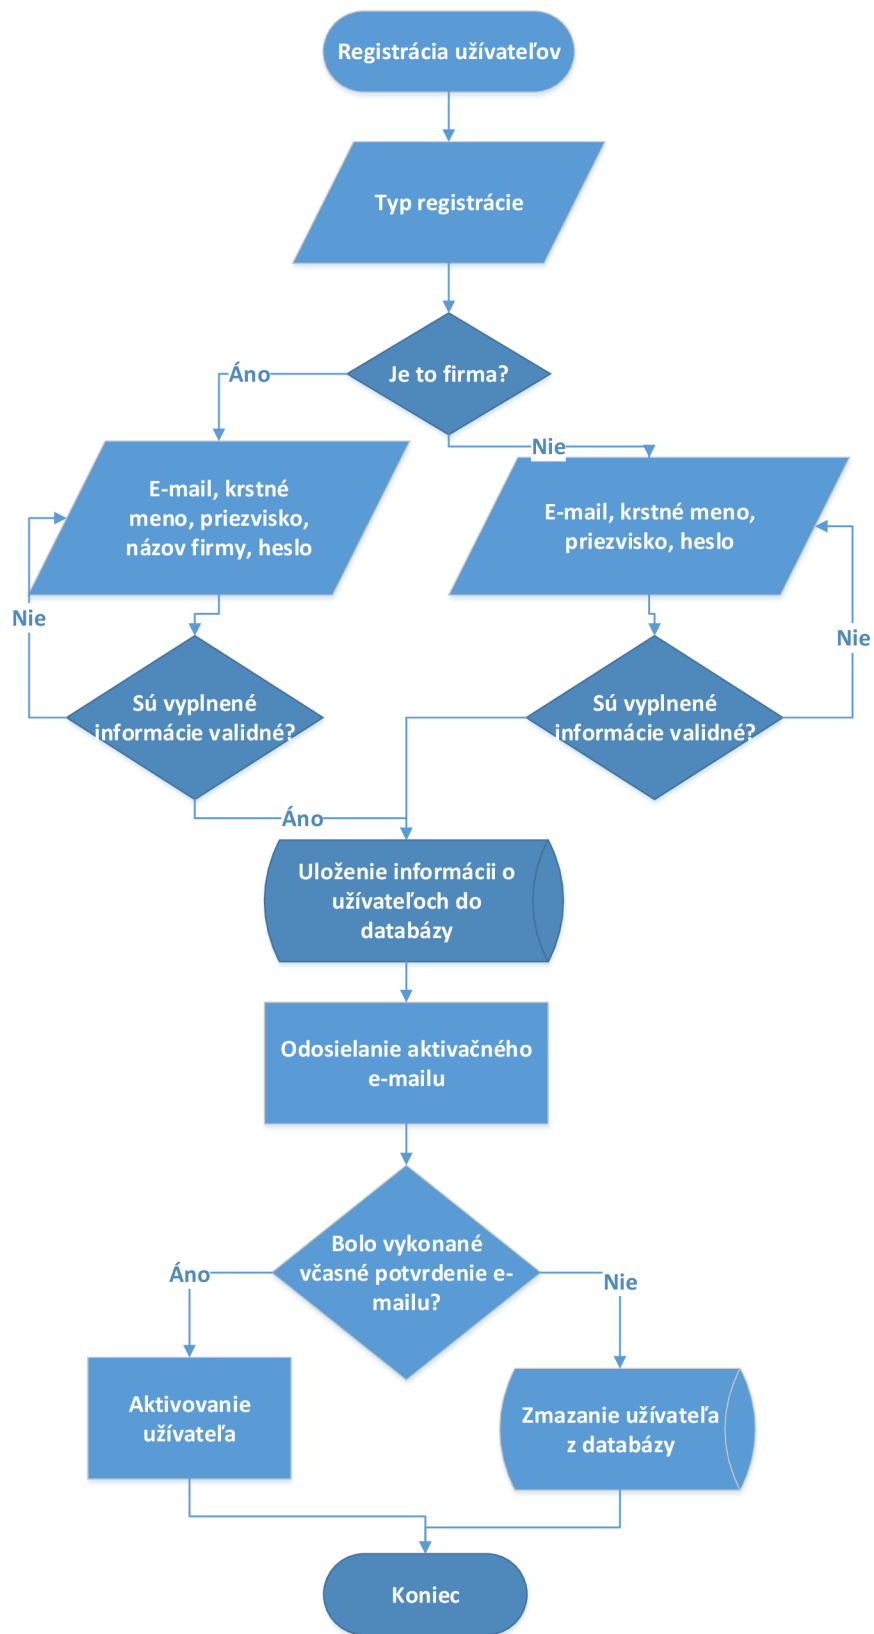 Registrácia užívateľov
Typ registrácie
Je to firma?
Áno
Nie
E-mail, krstné
meno, priezvisko,
názov firmy, heslo
E-mail, krstné meno,
priezvisko, heslo
Nie
Nie
Sú vyplnené
informácie validné?
Sú vyplnené
informácie validné?
Áno
Uloženie informácii o
užívateľoch do
databázy
Odosielanie aktivačného
e-mailu
Bolo vykonané
včasné potvrdenie e-
mailu?
Áno
Nie
Aktivovanie
užívateľa
Zmazanie užívateľa
z databázy
Koniec